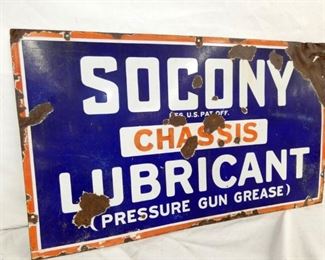 SOCONY
REG. U.S. PAT. OFF.
CHASSIS
LUBRICANT
(PRESSURE GUN GREASE)